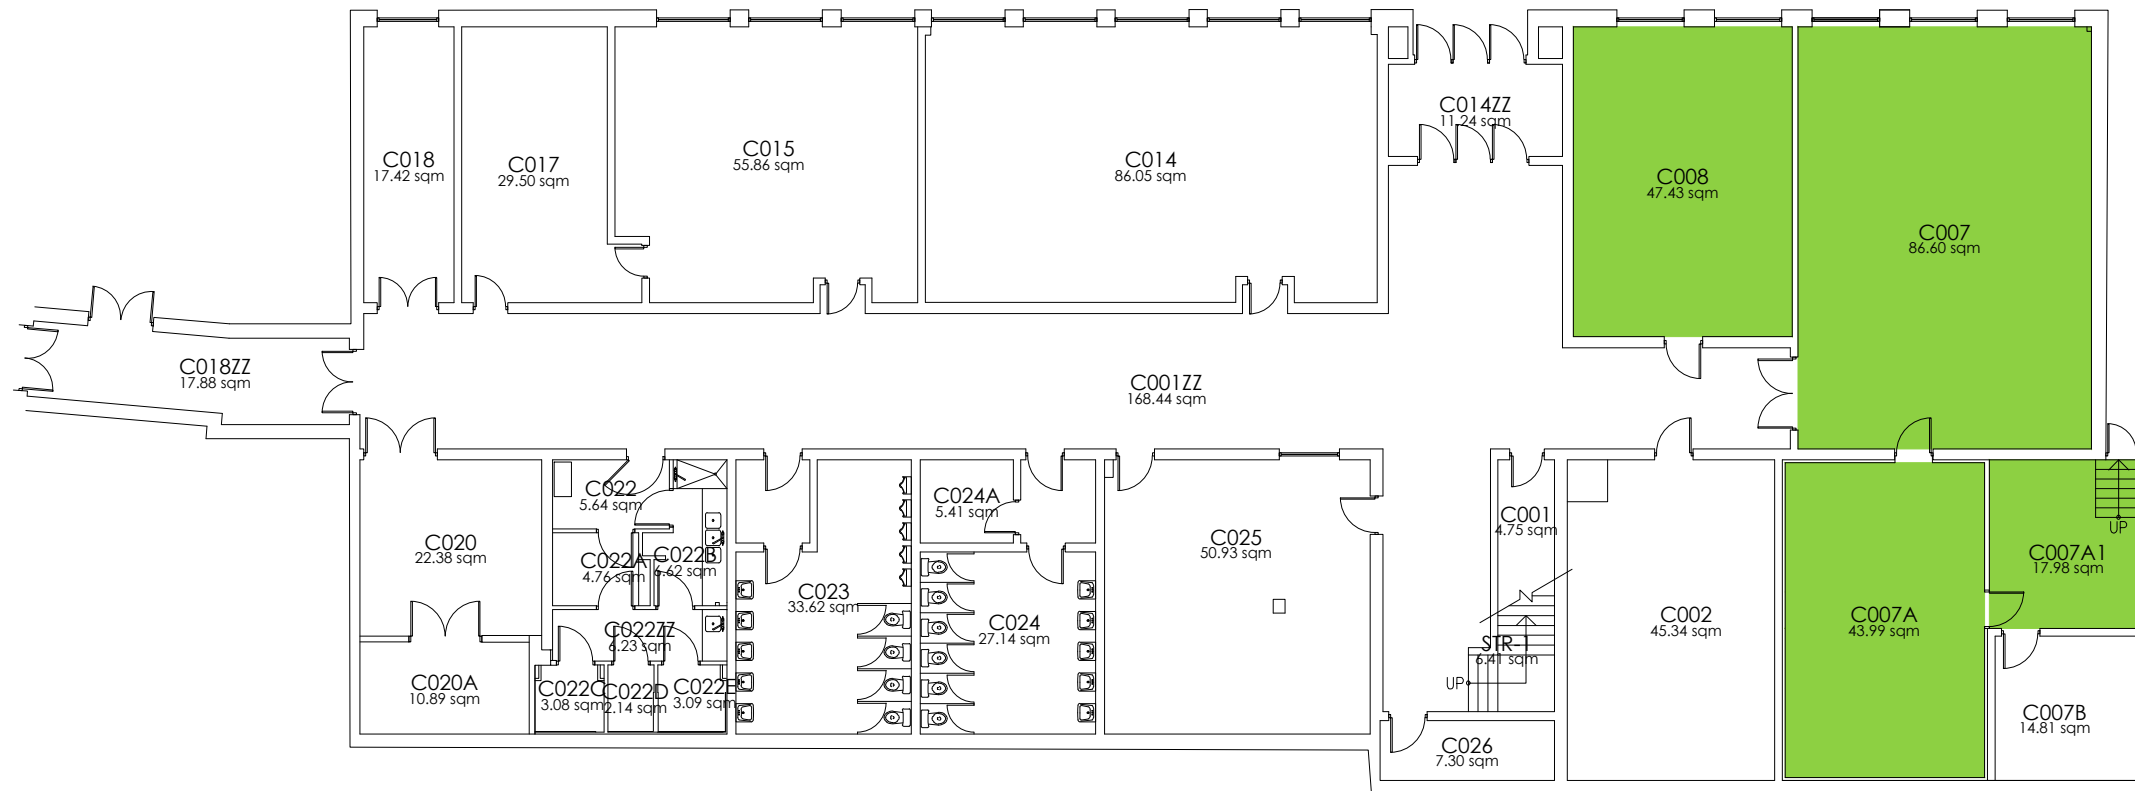 C018
17.42 sqm
C017
29.50 sqm
C015
55.86 sqm
C014
86.05 sqm
C014ZZ
11.24 sqm
C008
47.43 sqm
C007
86.60 sqm
C018ZZ
17.88 sqm
C001ZZ
168.44 sqm
C020
22.38 sqm
C020A
10.89 sqm
C022
5.64 sqm
C022A
4.76 sqm
C022B
6.62 sqm
C022ZZ
6.23 sqm
C022C
3.08 sqm
C022D
2.14 sqm
C022E
3.09 sqm
C023
33.62 sqm
C024A
5.41 sqm
C024
27.14 sqm
C025
50.93 sqm
C001
4.75 sqm
STR-1
6.41 sqm
UP
C026
7.30 sqm
C002
45.34 sqm
C007A
43.99 sqm
UP
C007A1
17.98 sqm
C007B
14.81 sqm